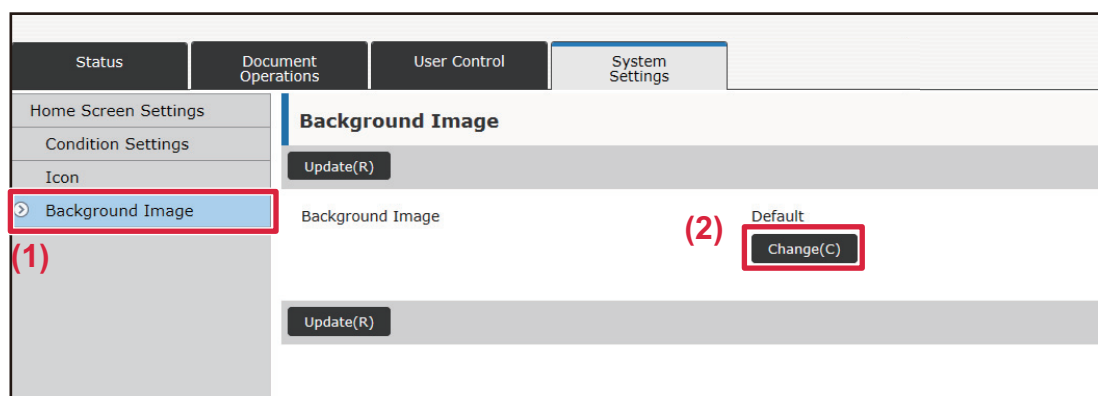 Status
Document
Operations
User Control
System
Settings
Home Screen Settings
Condition Settings
Icon
Background Image
(1)
Background Image
Update(R)
Background Image
(2)
Default
Change(C)
Update(R)